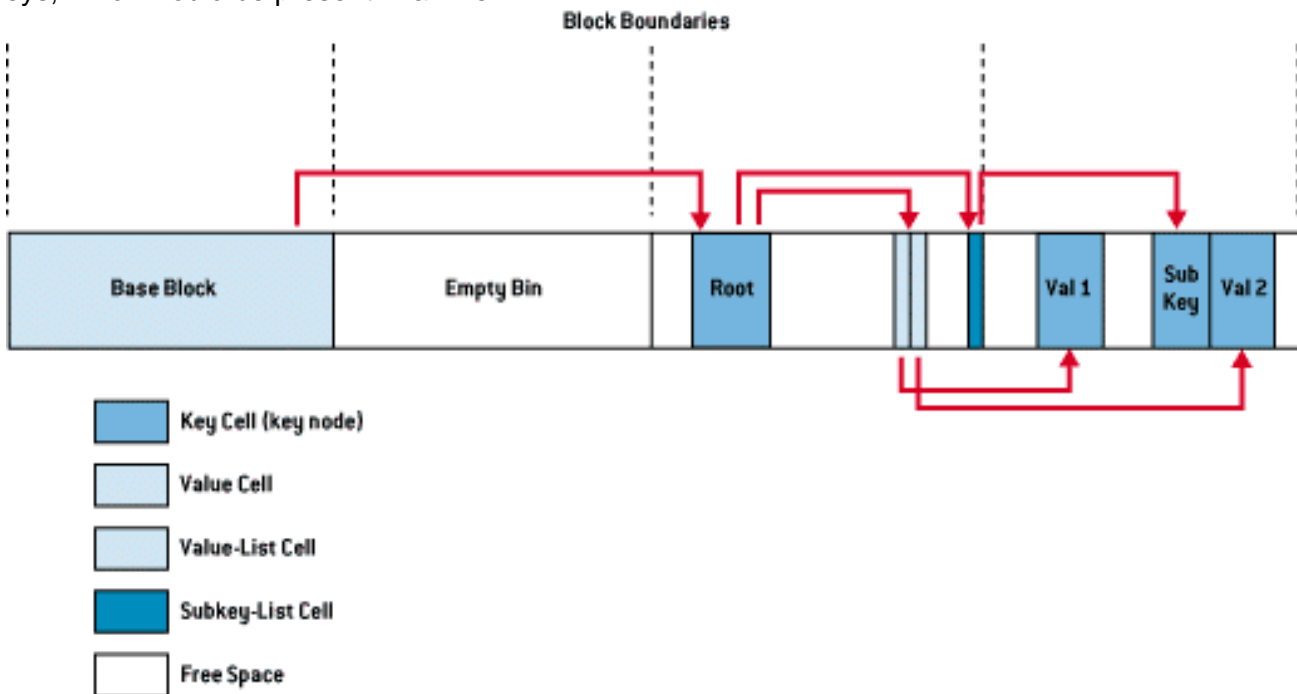 Block Boundaries
Base Block
Empty Bin
Root
Val 1
Sub
Key
Val 2
Key Cell (key node)
Value Cell
Value-List Cell
Subkey-List Cell
Free Space